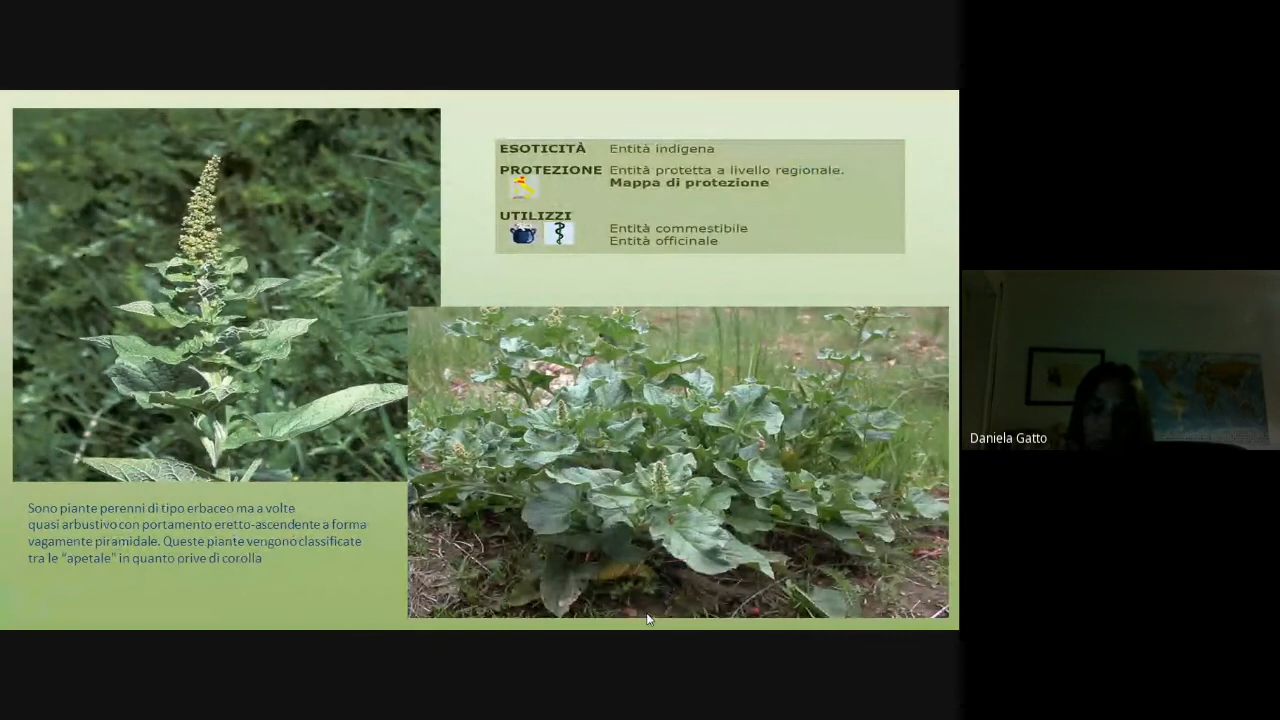 ESOTICITÀ Entità indigena
PROTEZIONE Entità protetta a livello regionale.
Mappa di protezione
UTILIZZI
Entità commestibile
Entità officinale
Daniela Gatto
Sono piante perenni di tipo erbaceo ma a volte
quasi arbustivo con portamento eretto-ascendente a forma
vagamente piramidale. Queste piante vengono classificate
tra le “apetale” in quanto prive di corolla